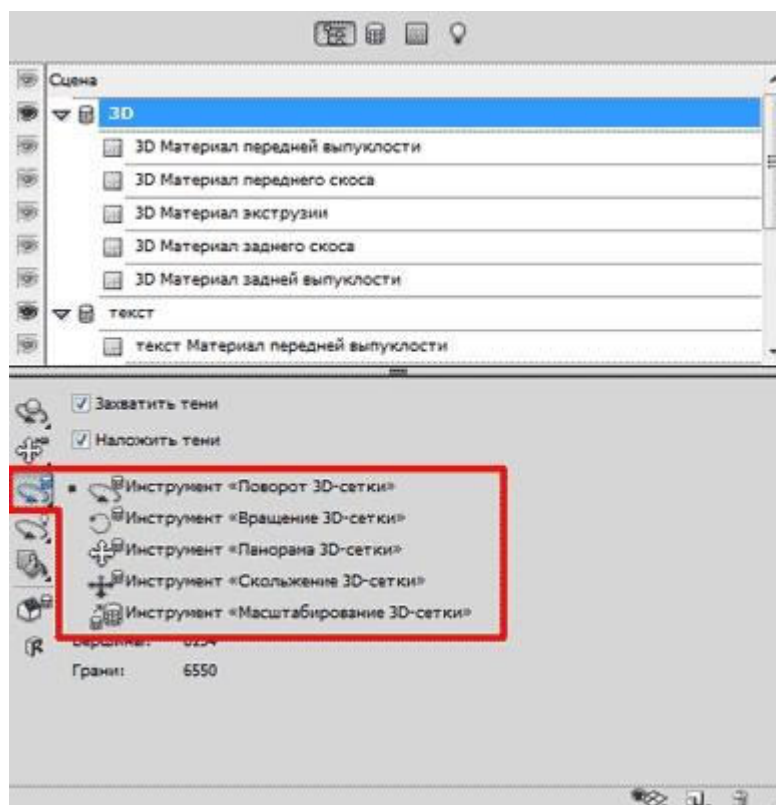 Сцена
3D
3D Материал передней выпуклости
3D Материал переднего скоса
3D Материал экструзии
3D Материал заднего скоса
3D Материал задней выпуклости
текст
текст Материал передней выпуклости
Захватить тени
Наложить тени
Инструмент «Поворот 3D-сетки»
Инструмент «Вращение 3D-сетки»
Инструмент «Панорана 3D-сетки»
Инструмент «Скольжение 3D-сетки»
Инструмент «Масштабирование 3D-сетки»
Грани: 6550